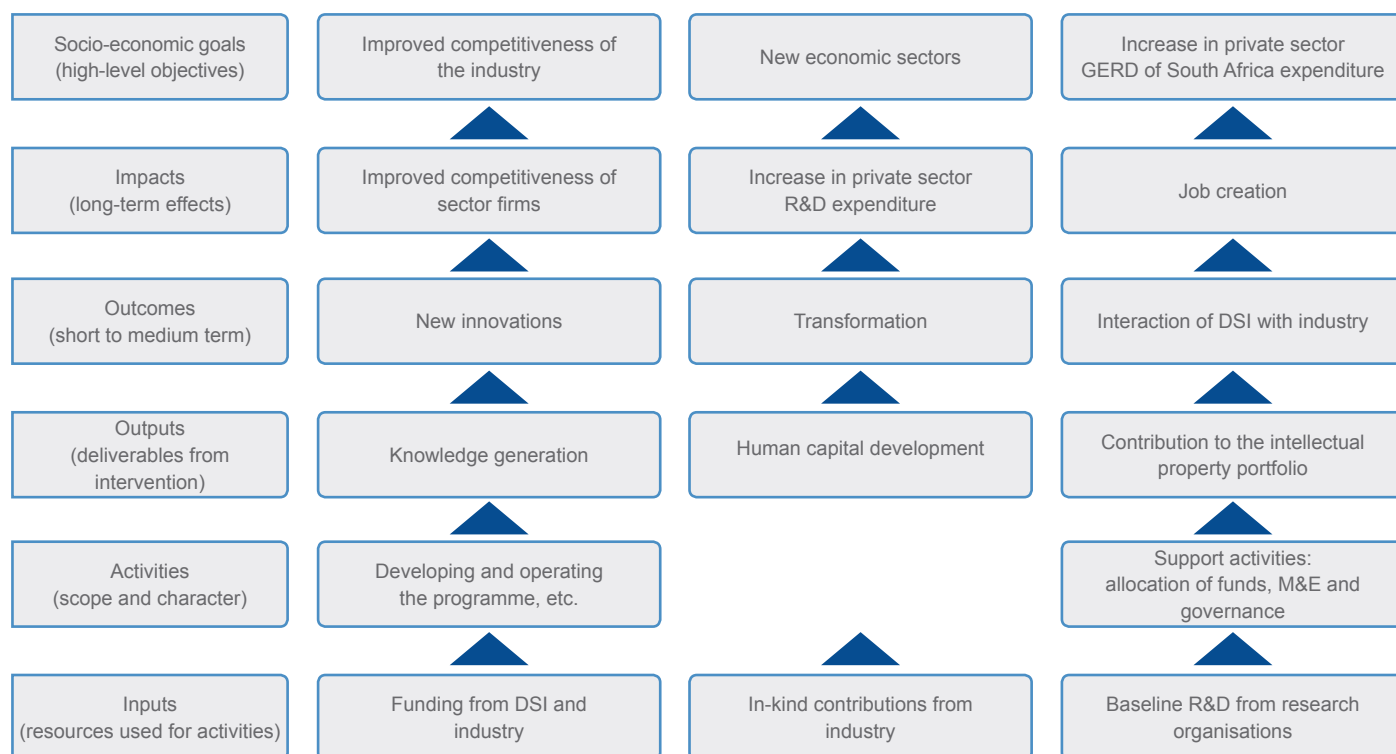 Socio-economic goals
(high-level objectives)
Improved competitiveness of
the industry
New economic sectors
Increase in private sector
GERD of South Africa expenditure
Impacts
(long-term effects)
Improved competitiveness of
sector firms
Increase in private sector
R&D expenditure
Job creation
Outcomes
(short to medium term)
New innovations
Transformation
Interaction of DSI with industry
Outputs
(deliverables from
intervention)
Knowledge generation
Human capital development
Contribution to the intellectual
property portfolio
Activities
(scope and character)
Developing and operating
the programme, etc.
Support activities:
allocation of funds, M&E and
governance
Inputs
(resources used for activities)
Funding from DSI and
industry
In-kind contributions from
industry
Baseline R&D from research
organisations